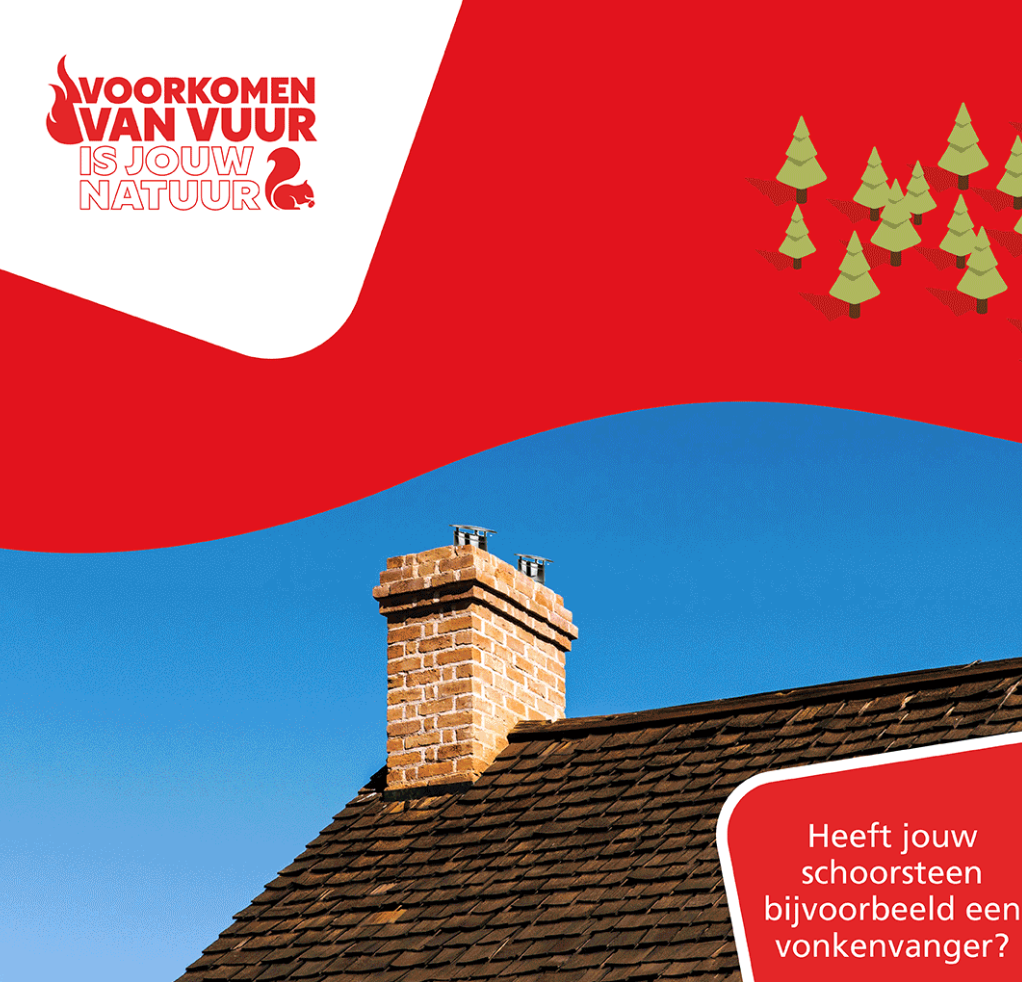 VOORKOMEN
VAN VUUR
IS JOUW
NATUUR
Heeft jouw
schoorsteen
bijvoorbeeld een
vonkenvanger?